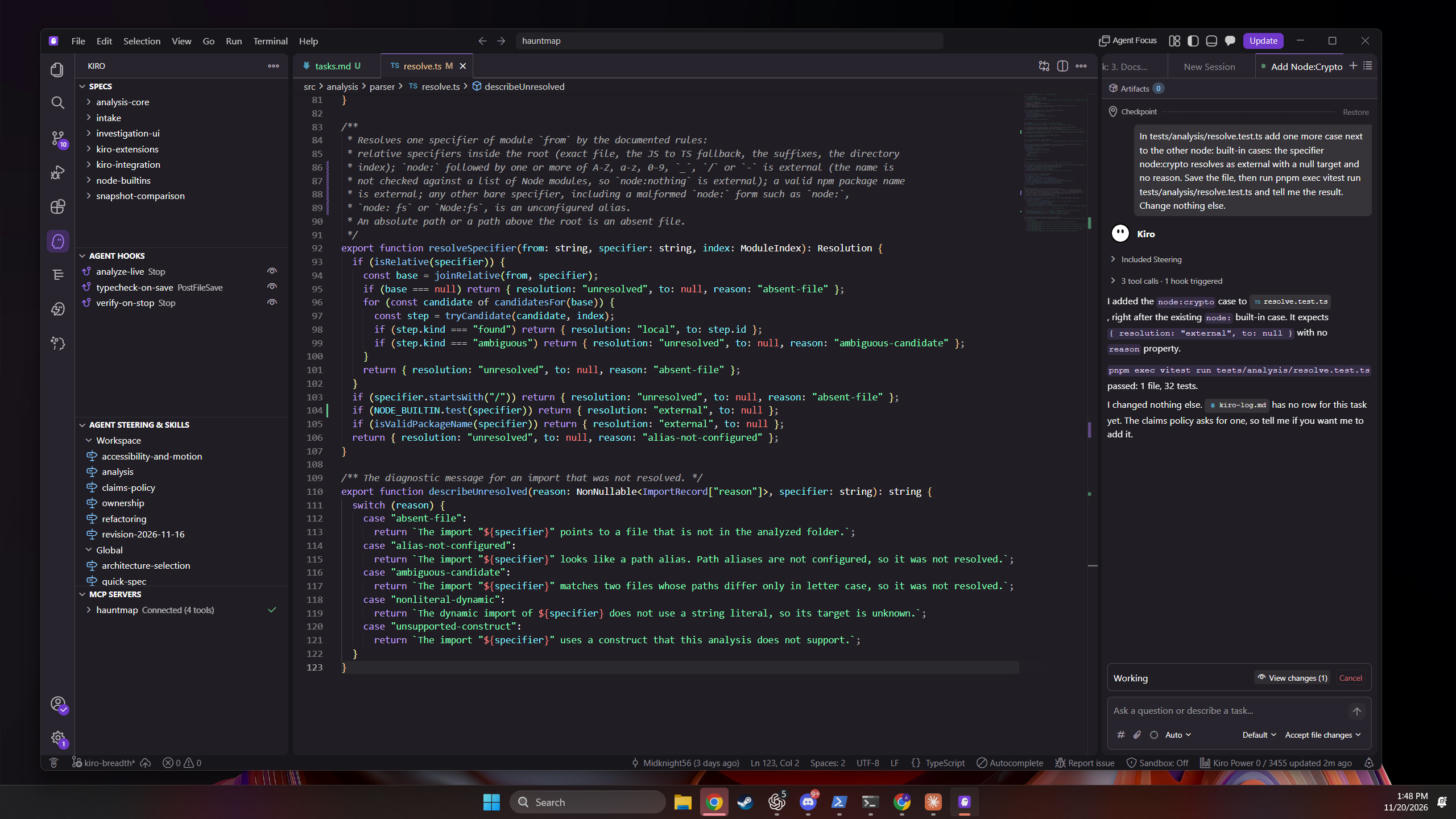 File Edit Selection View Go Run Terminal Help
hauntmap
Agent Focus
Update
KIRO
SPECS
analysis-core
intake
investigation-ui
kiro-extensions
kiro-integration
node-builtins
snapshot-comparison
10
AGENT HOOKS
analyze-live Stop
typecheck-on-save PostFileSave
verify-on-stop Stop
AGENT STEERING & SKILLS
Workspace
accessibility-and-motion
analysis
claims-policy
ownership
refactoring
revision-2026-11-16
Global
architecture-selection
quick-spec
MCP SERVERS
hauntmap Connected (4 tools)
1
tasks.md U
TS resolve.ts M
src > analysis > parser > TS resolve.ts > describeUnresolved
81 }
82
83 /**
84 * Resolves one specifier of module `from` by the documented rules:
85 * relative specifiers inside the root (exact file, the JS to TS fallback, the suffixes, the directory
86 * index); `node:` followed by one or more of A-Z, a-z, 0-9, `_`, `/` or `-` is external (the name is
87 * not checked against a list of Node modules, so `node:nothing` is external); a valid npm package name
88 * is external; any other bare specifier, including a malformed `node:` form such as `node:`,
89 * `node: fs` or `Node:fs`, is an unconfigured alias.
90 * An absolute path or a path above the root is an absent file.
91 */
92 export function resolveSpecifier(from: string, specifier: string, index: ModuleIndex): Resolution {
93 if (isRelative(specifier)) {
94 const base = joinRelative(from, specifier);
95 if (base === null) return { resolution: "unresolved", to: null, reason: "absent-file" };
96 for (const candidate of candidatesFor(base)) {
97 const step = tryCandidate(candidate, index);
98 if (step.kind === "found") return { resolution: "local", to: step.id };
99 if (step.kind === "ambiguous") return { resolution: "unresolved", to: null, reason: "ambiguous-candidate" };
100 }
101 return { resolution: "unresolved", to: null, reason: "absent-file" };
102 }
103 if (specifier.startsWith("/")) return { resolution: "unresolved", to: null, reason: "absent-file" };
104 if (NODE_BUILTIN.test(specifier)) return { resolution: "external", to: null };
105 if (isValidPackageName(specifier)) return { resolution: "external", to: null };
106 return { resolution: "unresolved", to: null, reason: "alias-not-configured" };
107 }
108
109 /** The diagnostic message for an import that was not resolved. */
110 export function describeUnresolved(reason: NonNullable<ImportRecord["reason"]>, specifier: string): string {
111 switch (reason) {
112 case "absent-file":
113 return `The import "${specifier}" points to a file that is not in the analyzed folder.`;
114 case "alias-not-configured":
115 return `The import "${specifier}" looks like a path alias. Path aliases are not configured, so it was not resolved.`;
116 case "ambiguous-candidate":
117 return `The import "${specifier}" matches two files whose paths differ only in letter case, so it was not resolved.`;
118 case "nonliteral-dynamic":
119 return `The dynamic import of ${specifier} does not use a string literal, so its target is unknown.`;
120 case "unsupported-construct":
121 return `The import "${specifier}" uses a construct that this analysis does not support.`;
122 }
123 }
k: 3. Docs... New Session Add Node:Crypto
Artifacts 0
Checkpoint Restore
In tests/analysis/resolve.test.ts add one more case next
to the other node: built-in cases: the specifier
node:crypto resolves as external with a null target and
no reason. Save the file, then run pnpm exec vitest run
tests/analysis/resolve.test.ts and tell me the result.
Change nothing else.
Kiro
Included Steering
3 tool calls · 1 hook triggered
I added the node:crypto case to TS resolve.test.ts
, right after the existing node: built-in case. It expects
{ resolution: "external", to: null } with no
reason property.
pnpm exec vitest run tests/analysis/resolve.test.ts
passed: 1 file, 32 tests.
I changed nothing else. kiro-log.md has no row for this task
yet. The claims policy asks for one, so tell me if you want me to
add it.
Working View changes (1) Cancel
Ask a question or describe a task...
# Auto Default Accept file changes
kiro-breadth* 0 0 Midknight56 (3 days ago) Ln 123, Col 2 Spaces: 2 UTF-8 LF {} TypeScript Autocomplete Report issue Sandbox: Off Kiro Power 0 / 3455 updated 2m ago
Search
5
9+
1:48 PM
11/20/2026